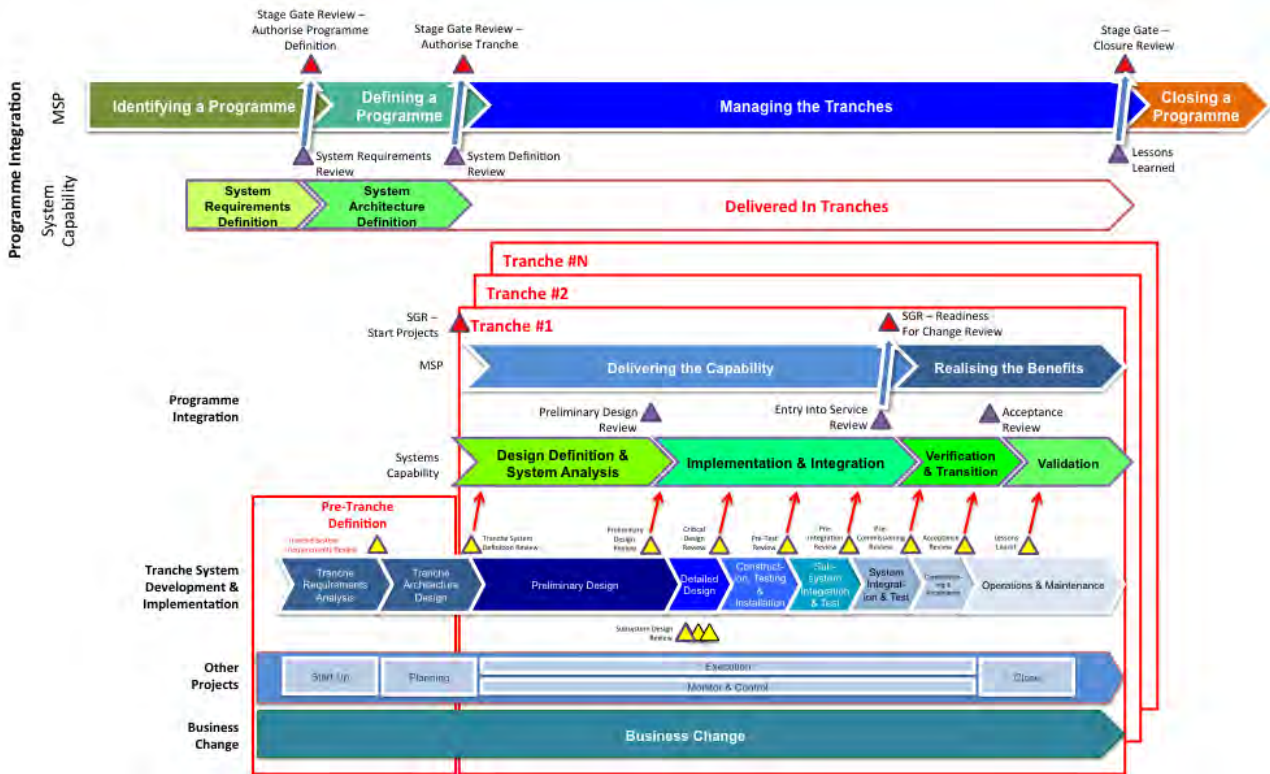 Stage Gate Review –
Authorise Programme
Definition
Stage Gate Review –
Authorise Tranche
Stage Gate –
Closure Review
Programme Integration
MSP
Identifying a Programme
Defining a
Programme
Managing the Tranches
Closing a
Programme
System Requirements
Review
System Definition
Review
Lessons
Learned
System
Capability
System
Requirements
Definition
System
Architecture
Definition
Delivered In Tranches
Tranche #N
Tranche #2
Tranche #1
SGR –
Start Projects
SGR – Readiness
For Change Review
MSP
Delivering the Capability
Realising the Benefits
Programme
Integration
Preliminary Design
Review
Entry into Service
Review
Acceptance
Review
Systems
Capability
Design Definition &
System Analysis
Implementation & Integration
Verification
& Transition
Validation
Pre-Tranche
Definition
Requirements Review
Tranche System
Definition Review
Preliminary
Design
Review
Critical
Design
Review
Pre-Test Review
Pre-
Integration
Review
Pre-
Commissioning
Review
Acceptance
Review
Lessons
Learnt
Tranche System
Development &
Implementation
Tranche
Requirements
Analysis
Tranche
Architecture
Design
Preliminary Design
Detailed
Design
Construct-
ion, Testing
&
Installation
Sub-
system
Integration
& Test
System
Integrat-
ion & Test
Operations & Maintenance
Subsystem Design
Review
Other
Projects
Start Up
Planning
Execution
Monitor & Control
Close
Business
Change
Business Change